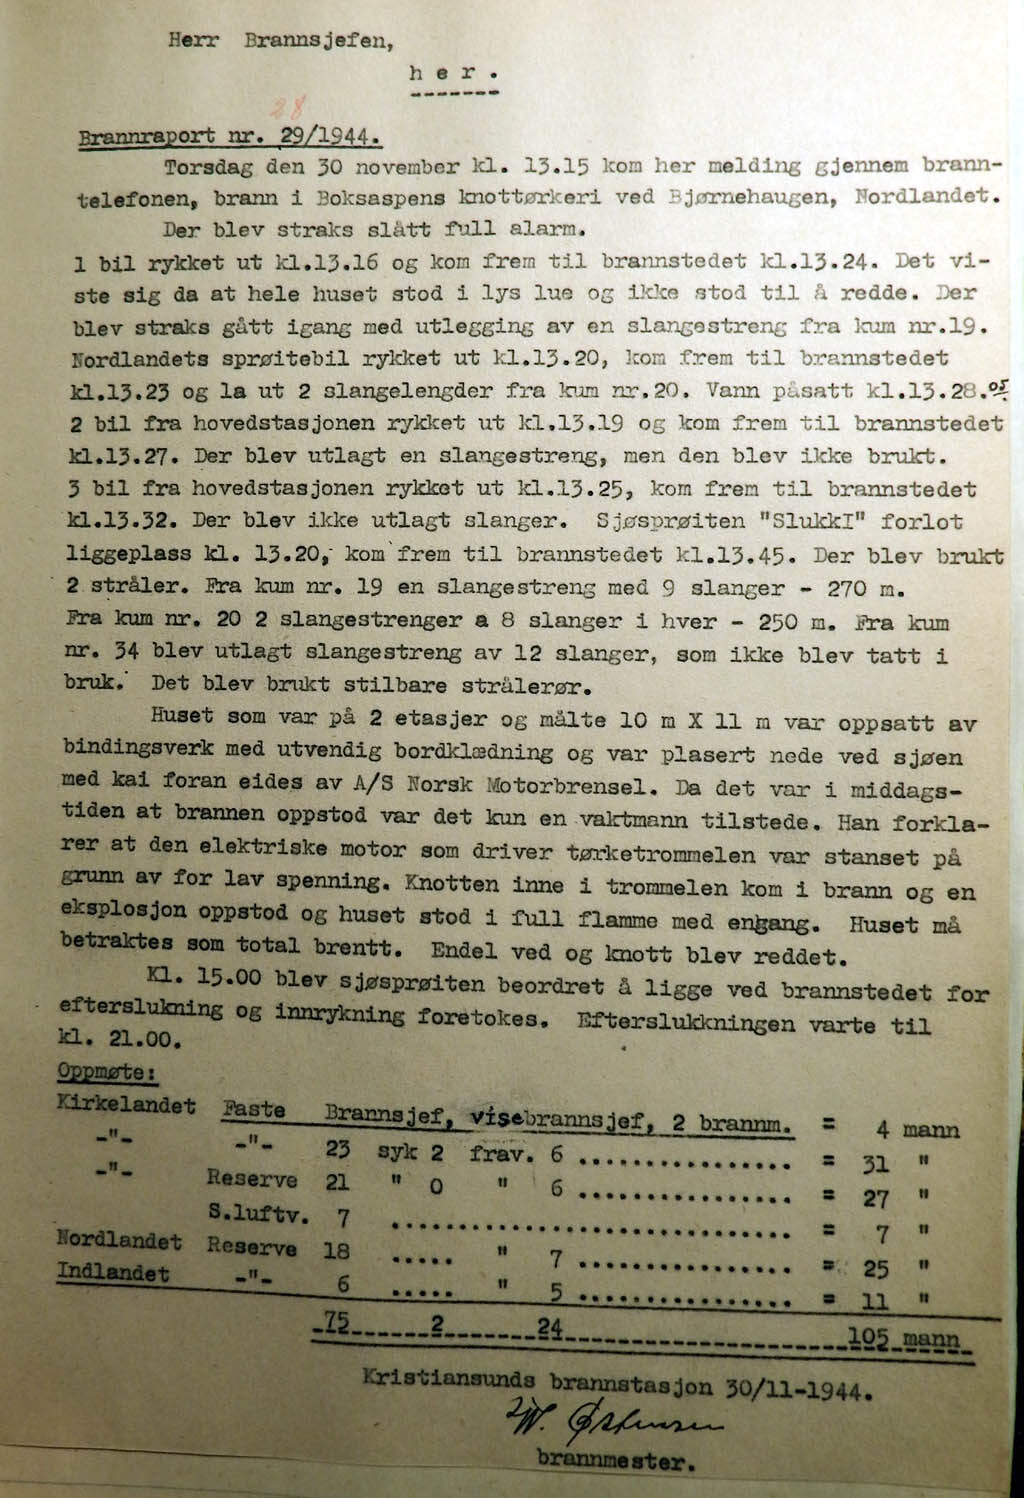 Herr Brannsjefen,
h e r .
28
Brannraport nr. 29/1944.
Torsdag den 30 november kl. 13.15 kom her melding gjennem brann-
telefonen, brann i Boksaspens knottørkeri ved Bjørnehaugen, Nordlandet.
Der blev straks slått full alarm.
1 bil rykket ut kl.13.16 og kom frem til brannstedet kl.13.24. Det vi-
ste sig da at hele huset stod i lys lue og ikke stod til å redde. Der
blev straks gått igang med utlegging av en slangestreng fra kum nr.19.
Nordlandets sprøitebil rykket ut kl.13.20, kom frem til brannstedet
kl.13.23 og la ut 2 slangelengder fra kum nr.20. Vann påsatt kl.13.28.05
2 bil fra hovedstasjonen rykket ut kl.13.19 og kom frem til brannstedet
kl.13.27. Der blev utlagt en slangestreng, men den blev ikke brukt.
3 bil fra hovedstasjonen rykket ut kl.13.25, kom frem til brannstedet
kl.13.32. Der blev ikke utlagt slanger. Sjøsprøiten "SlukkI" forlot
liggeplass kl. 13.20, kom frem til brannstedet kl.13.45. Der blev brukt
2 stråler. Fra kum nr. 19 en slangestreng med 9 slanger - 270 m.
Fra kum nr. 20 2 slangestrenger a 8 slanger i hver - 250 m. Fra kum
nr. 34 blev utlagt slangestreng av 12 slanger, som ikke blev tatt i
bruk. Det blev brukt stilbare strålerør.
Huset som var på 2 etasjer og målte 10 m X 11 m var oppsatt av
bindingsverk med utvendig bordklædning og var plasert nede ved sjøen
med kai foran eides av A/S Norsk Motorbrensel. Da det var i middags-
tiden at brannen oppstod var det kun en vaktmann tilstede. Han forkla-
rer at den elektriske motor som driver tørketrommelen var stanset på
grunn av for lav spenning. Knotten inne i trommelen kom i brann og en
eksplosjon oppstod og huset stod i full flamme med engang. Huset må
betraktes som total brentt. Endel ved og knott blev reddet.
Kl. 15.00 blev sjøsprøiten beordret å ligge ved brannstedet for
efterslukning og innrykning foretokes. Efterslukkningen varte til
kl. 21.00.
Oppmøte:
Kirkelandet Faste Brannsjef, visebrannsjef, 2 brannm. = 4 mann
-"- -"- 23 syk 2 frav. 6 ................ = 31 "
-"- Reserve 21 " 0 " 6 ................ = 27 "
S.luftv. 7 ................................ = 7 "
Nordlandet Reserve 18 ..... " 7 ................ = 25 "
Indlandet -"- 6 ..... " 5 ................ = 11 "
75 2 24 105 mann
Kristiansunds brannstasjon 30/11-1944.
W. Østensen
brannmester.